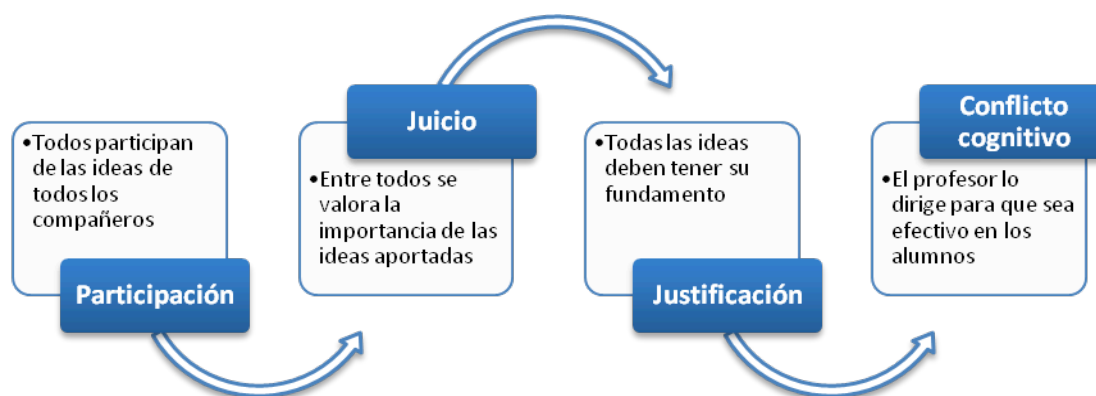 •Todos participan
de las ideas de
todos los
compañeros
Participación
Juicio
•Entre todos se
valora la
importancia de las
ideas aportadas
•Todas las ideas
deben tener su
fundamento
Justificación
Conflicto
cognitivo
•El profesor lo
dirige para que sea
efectivo en los
alumnos